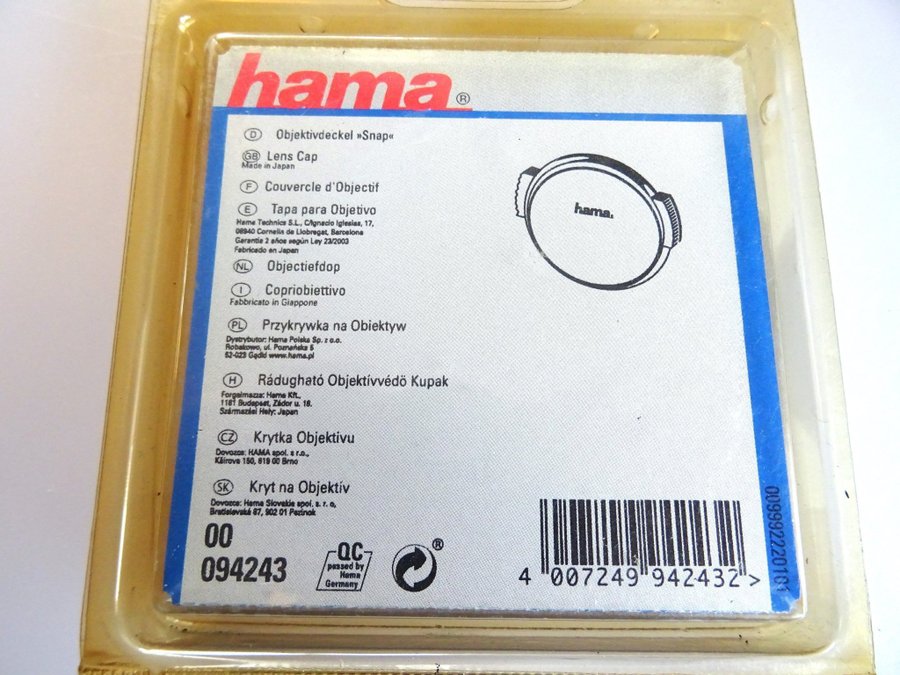 hama®
D Objektivdeckel »Snap«
GB Lens Cap
Made in Japan
F Couvercle d'Objectif
E Tapa para Objetivo
Hama Technics S.L., C/Ignacio Iglesias, 17,
08940 Cornella de Llobregat, Barcelona
Garantie 2 años según Ley 23/2003
Fabricado en Japan
NL Objectiefdop
I Copriobiettivo
Fabbricato in Giappone
PL Przykrywka na Obiektyw
Dystrybutor: Hama Polska Sp. z o.o.
Robakowo, ul. Poznańska 5
62-023 Gądki www.hama.pl
H Rádugható Objektívvédö Kupak
Forgalmazza: Hama Kft.,
1181 Budapest, Zádor u. 18.
Származási Hely: Japan
CZ Krytka Objektivu
Dovozce: HAMA spol. s r.o.,
Kšírova 150, 619 00 Brno
SK Kryt na Objektív
Dovozce: Hama Slovakia spol. s r. o,
Bratislavská 87, 902 01 Pezinok
00
094243
QC
passed by
Hama
Germany
®
hama.
4 007249 942432 >
009992220101